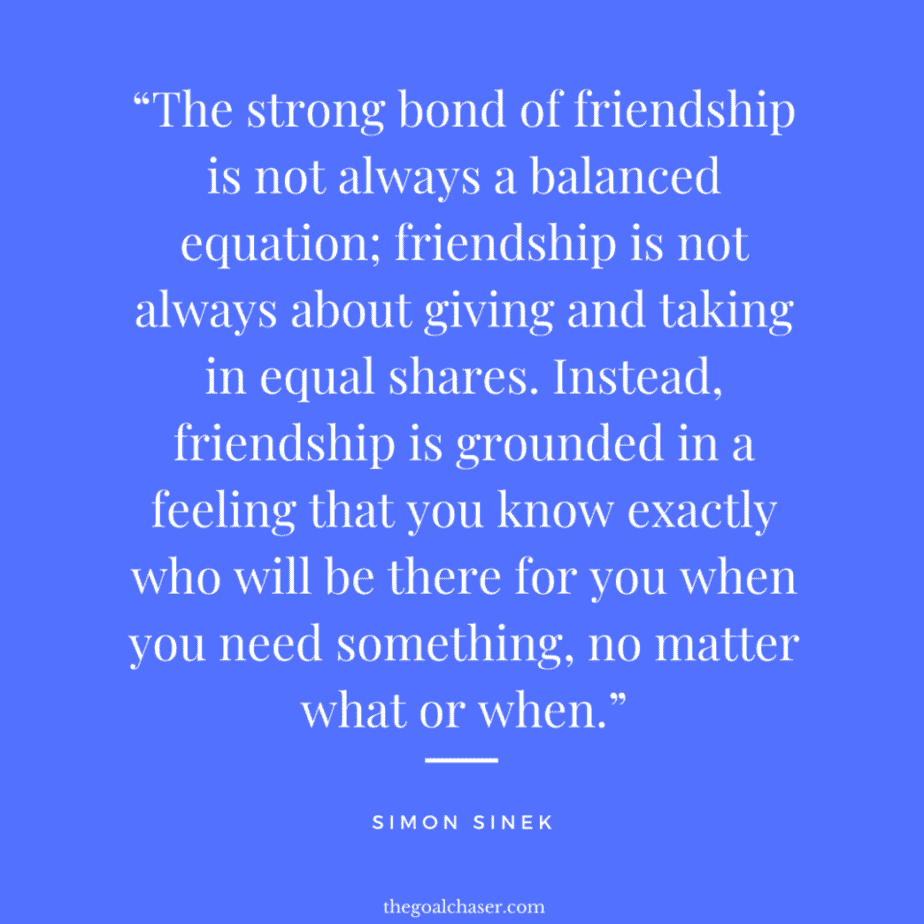 “The strong bond of friendship
is not always a balanced
equation; friendship is not
always about giving and taking
in equal shares. Instead,
friendship is grounded in a
feeling that you know exactly
who will be there for you when
you need something, no matter
what or when.”
SIMON SINEK
thegoalchaser.com